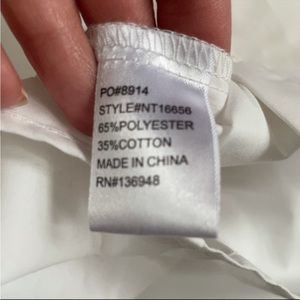 PO#8914
STYLE#NT16656
65%POLYESTER
35%COTTON
MADE IN CHINA
RN#136948